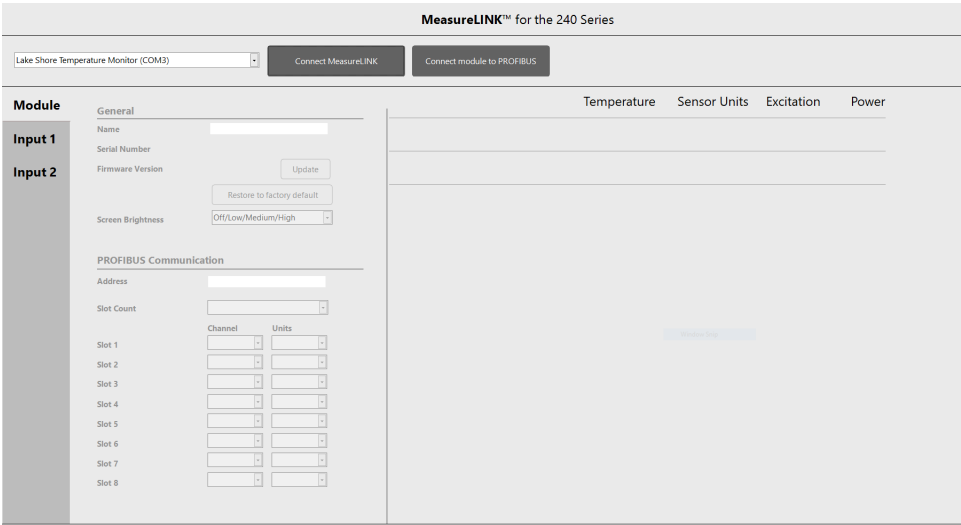 MeasureLINK™ for the 240 Series
Lake Shore Temperature Monitor (COM3)
Connect MeasureLINK
Connect module to PROFIBUS
Module
Input 1
Input 2
General
Name
Serial Number
Firmware Version
Update
Restore to factory default
Screen Brightness
Off/Low/Medium/High
PROFIBUS Communication
Address
Slot Count
Channel Units
Slot 1
Slot 2
Slot 3
Slot 4
Slot 5
Slot 6
Slot 7
Slot 8
Temperature Sensor Units Excitation Power